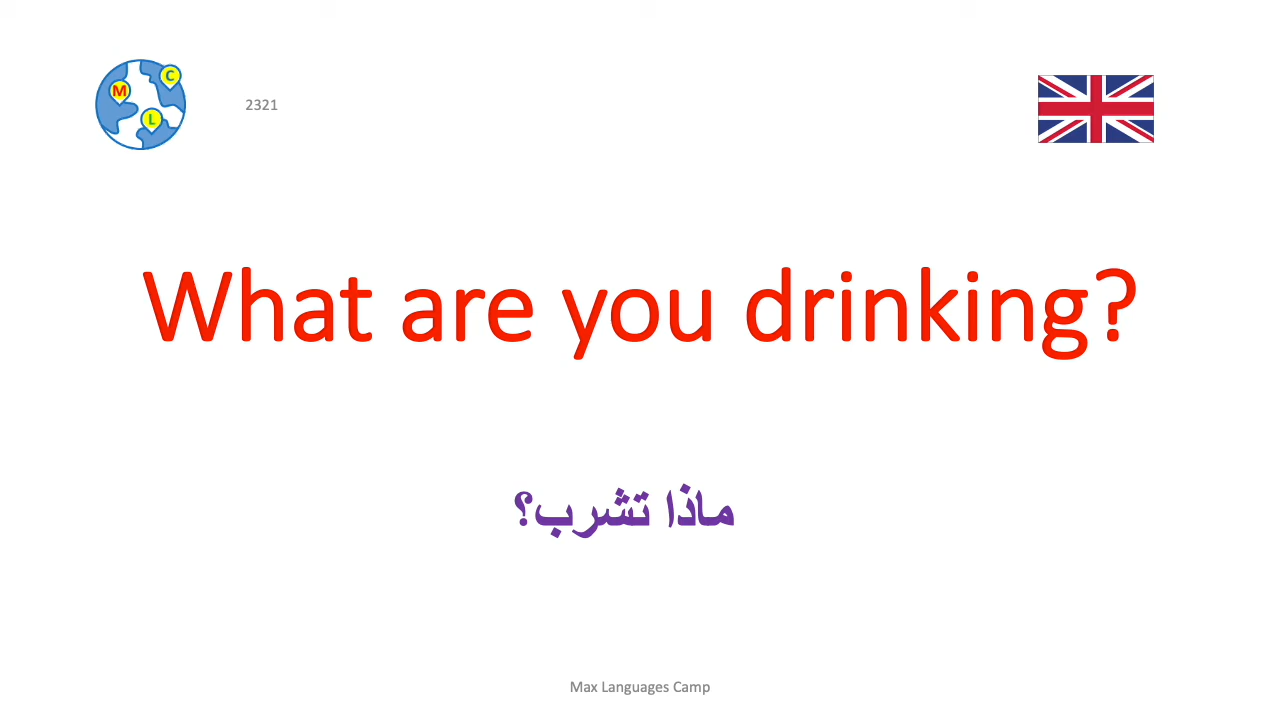 M
C
L
2321
What are you drinking?
ماذا تشرب؟
Max Languages Camp